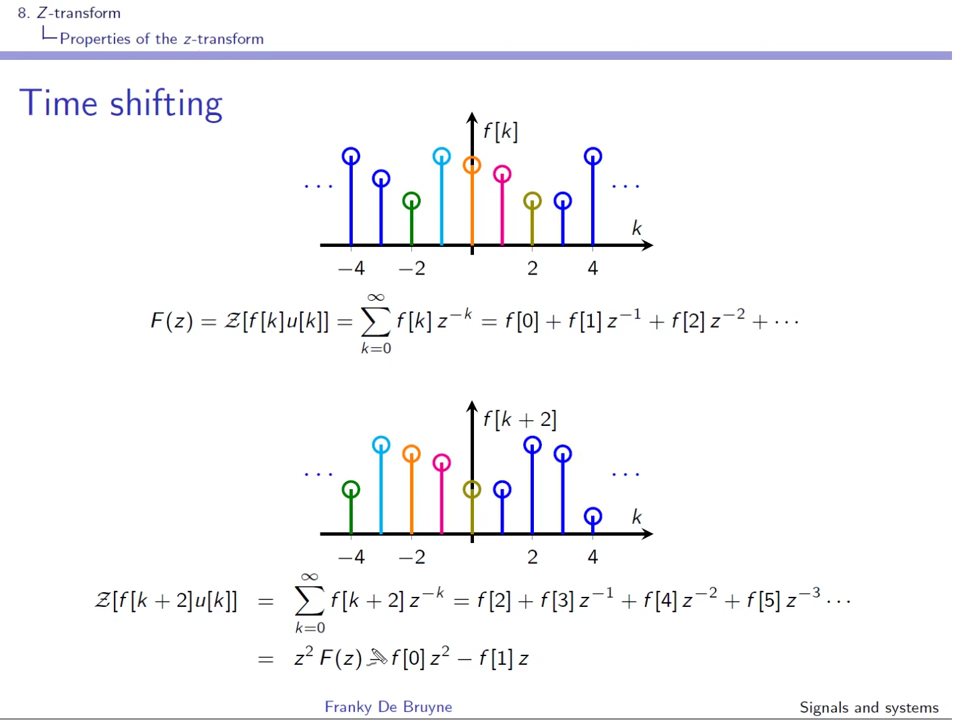 8. Z-transform
Properties of the z-transform
Time shifting
f[k]
· · ·
· · ·
k
−4 −2 2 4
F(z) = Z[f[k]u[k]] = ∑_{k=0}^{∞} f[k] z^{−k} = f[0] + f[1] z^{−1} + f[2] z^{−2} + · · ·
f[k + 2]
· · ·
· · ·
k
−4 −2 2 4
Z[f[k + 2]u[k]] = ∑_{k=0}^{∞} f[k + 2] z^{−k} = f[2] + f[3] z^{−1} + f[4] z^{−2} + f[5] z^{−3} · · ·
= z^2 F(z) f[0] z^2 − f[1] z
Franky De Bruyne
Signals and systems